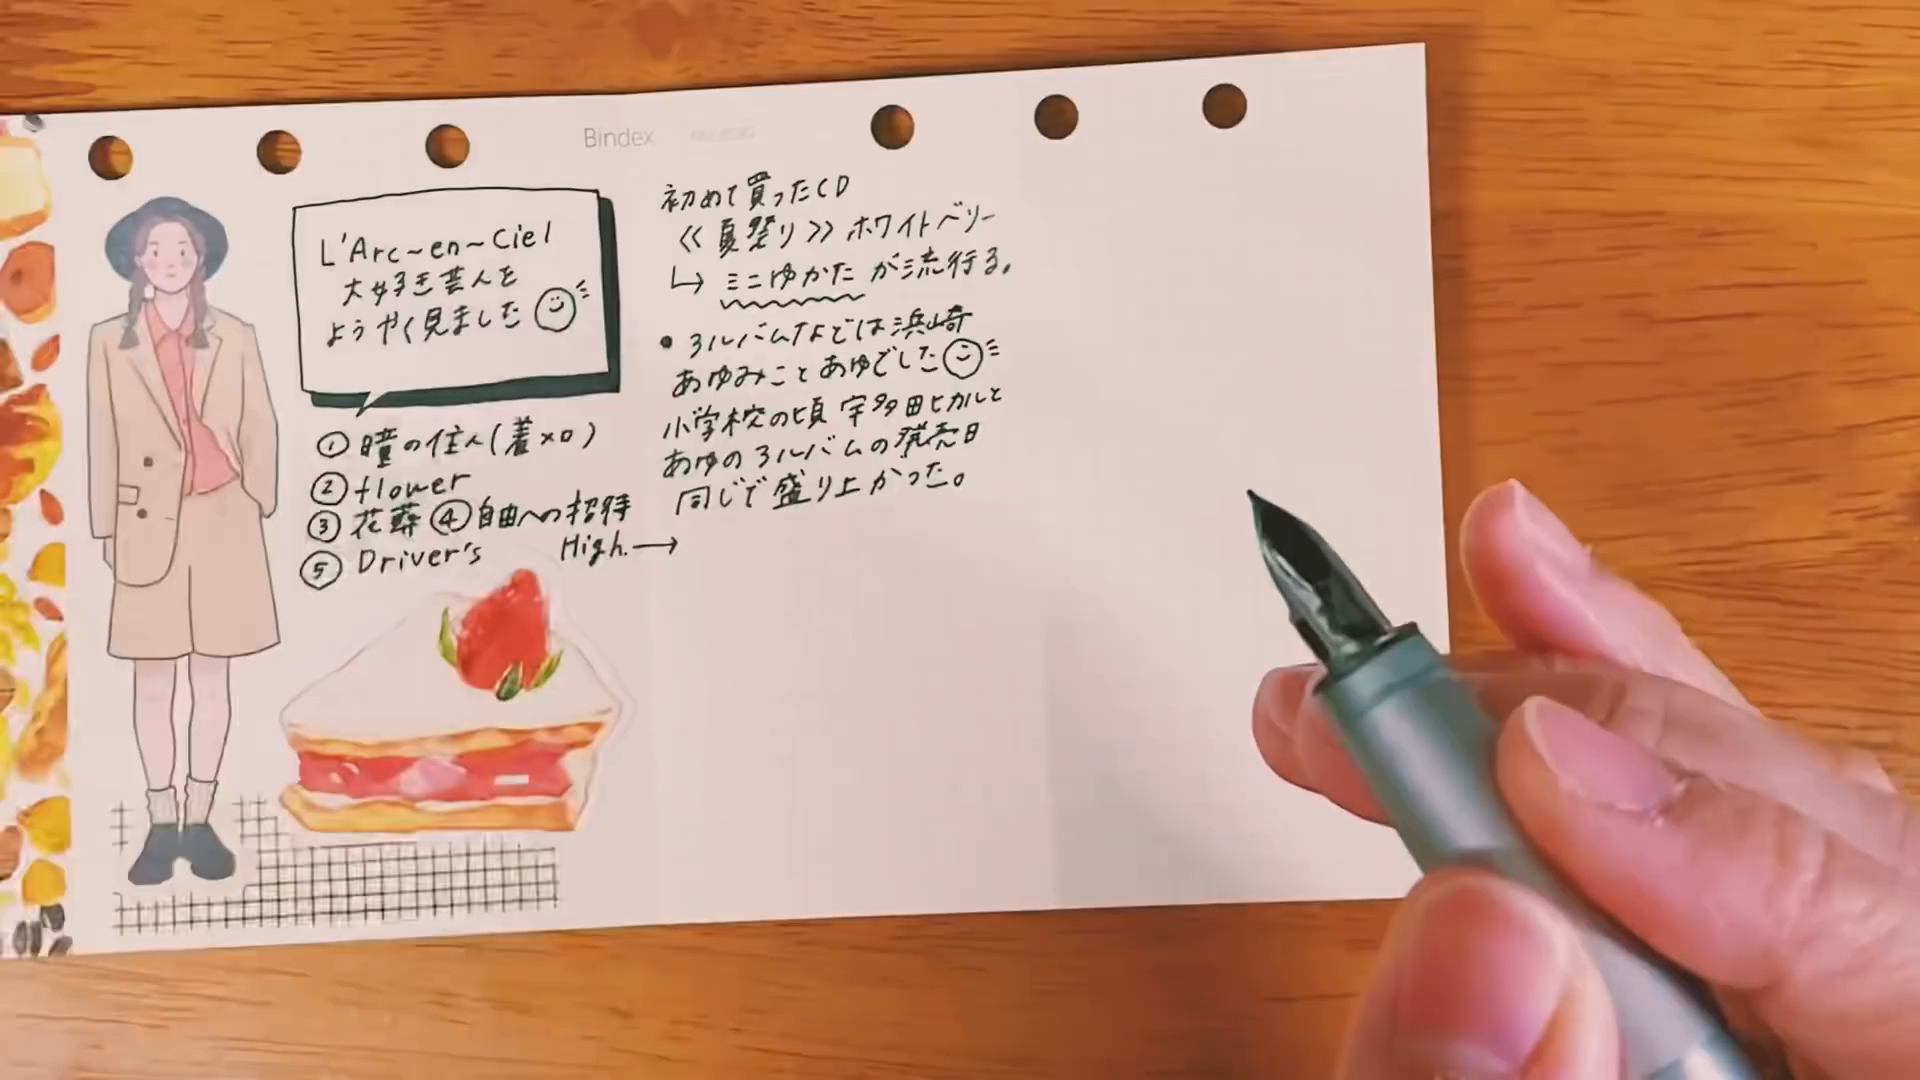 Bindex
L'Arc~en~Ciel
大好き芸人を
ようやく見ました
① 瞳の住人(着×ロ)
② flower
③ 花葬 ④ 自由への招待
⑤ Driver's High.→
初めて買ったCD
≪夏祭り≫ ホワイトベリー
↳ ミニゆかたが流行る。
• アルバムなどは浜崎
あゆみことあゆでした
小学校の頃 宇多田ヒカルと
あゆのアルバムの発売日
同じで盛り上がった。